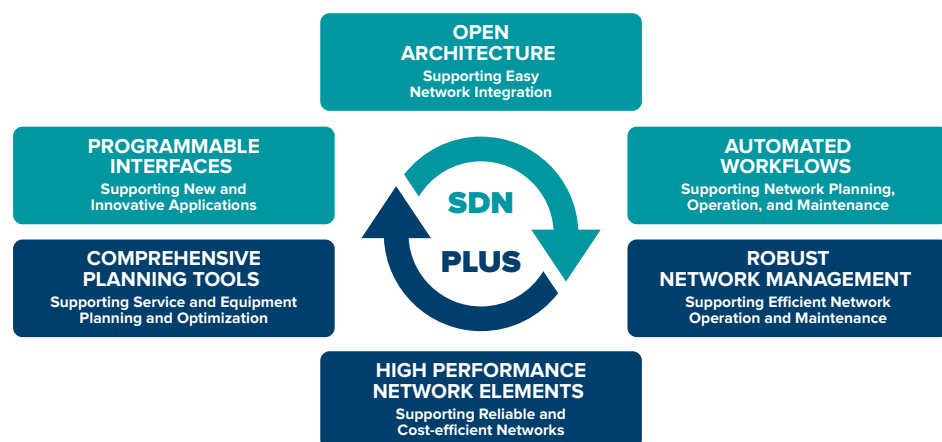 OPEN
ARCHITECTURE
Supporting Easy
Network Integration
PROGRAMMABLE
INTERFACES
Supporting New and
Innovative Applications
AUTOMATED
WORKFLOWS
Supporting Network Planning,
Operation, and Maintenance
SDN
PLUS
COMPREHENSIVE
PLANNING TOOLS
Supporting Service and Equipment
Planning and Optimization
ROBUST
NETWORK MANAGEMENT
Supporting Efficient Network
Operation and Maintenance
HIGH PERFORMANCE
NETWORK ELEMENTS
Supporting Reliable and
Cost-efficient Networks